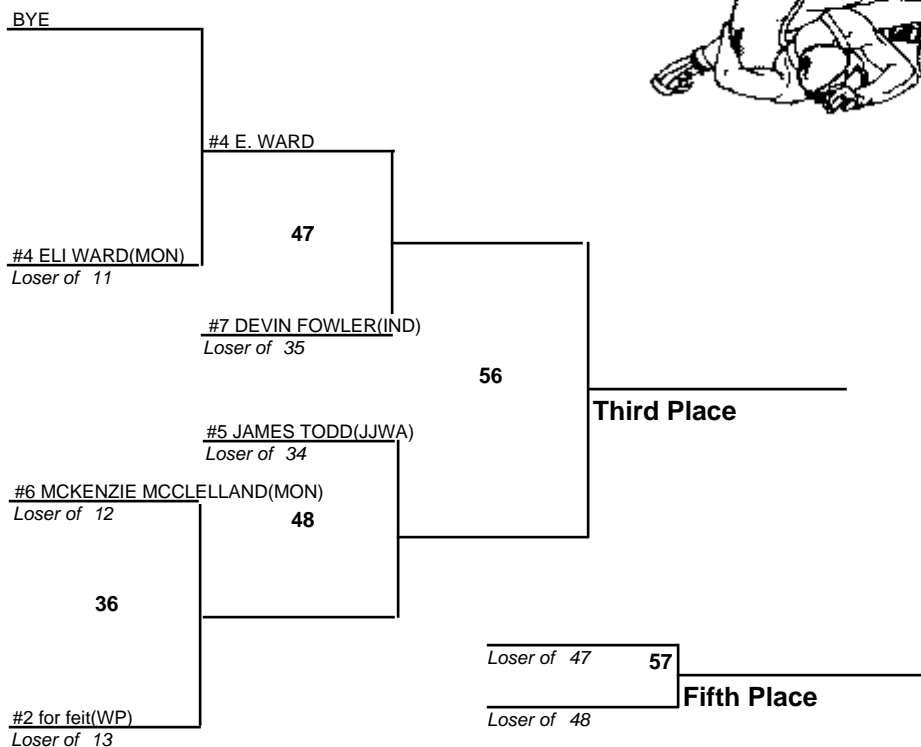 BYE
#4 E. WARD
47
#4 ELI WARD(MON)
Loser of 11
#7 DEVIN FOWLER(IND)
Loser of 35
56
Third Place
#5 JAMES TODD(JJWA)
Loser of 34
#6 MCKENZIE MCCLELLAND(MON)
Loser of 12
48
36
Loser of 47
57
Fifth Place
#2 for feit(WP)
Loser of 13
Loser of 48